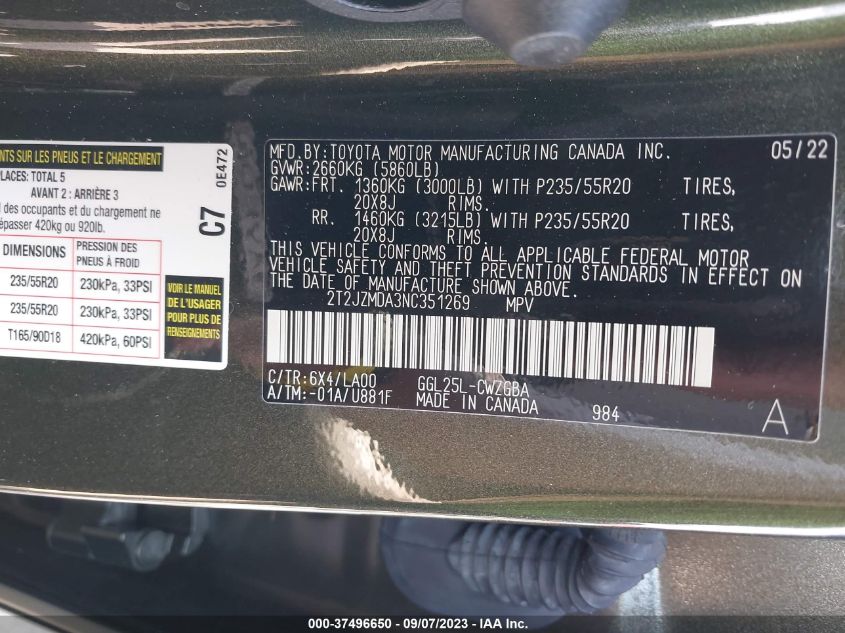 NTS SUR LES PNEUS ET LE CHARGEMENT
PLACES: TOTAL 5
AVANT 2 : ARRIÈRE 3
l des occupants et du chargement ne
épasser 420kg ou 920lb.
DIMENSIONS
PRESSION DES PNEUS À FROID
235/55R20 230kPa, 33PSI
235/55R20 230kPa, 33PSI
T165/90D18 420kPa, 60PSI
VOIR LE MANUEL
DE L'USAGER
POUR PLUS DE
RENSEIGNEMENTS
C7
0E472
MFD.BY:TOYOTA MOTOR MANUFACTURING CANADA INC. 05/22
GVWR:2660KG (5860LB)
GAWR:FRT. 1360KG (3000LB) WITH P235/55R20 TIRES,
20X8J RIMS.
RR. 1460KG (3215LB) WITH P235/55R20 TIRES,
20X8J RIMS.
THIS VEHICLE CONFORMS TO ALL APPLICABLE FEDERAL MOTOR
VEHICLE SAFETY AND THEFT PREVENTION STANDARDS IN EFFECT ON
THE DATE OF MANUFACTURE SHOWN ABOVE.
2T2JZMDA3NC351269 MPV
C/TR:6X4/LA00 GGL25L-CWZGBA
A/TM:-01A/U881F MADE IN CANADA 984 A
000-37496650 - 09/07/2023 - IAA Inc.